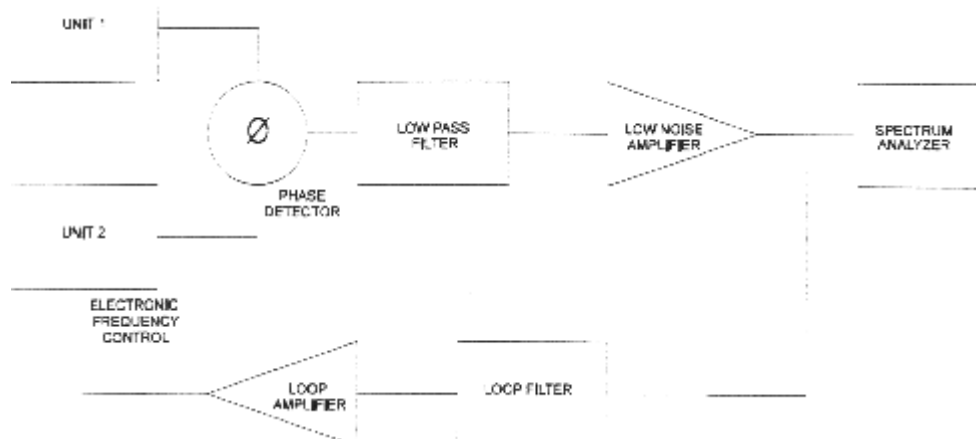 UNIT 1
Ø
LOW PASS
FILTER
LOW NOISE
AMPLIFIER
SPECTRUM
ANALYZER
PHASE
DETECTOR
UNIT 2
ELECTRONIC
FREQUENCY
CONTROL
LOOP
AMPLIFIER
LOOP FILTER